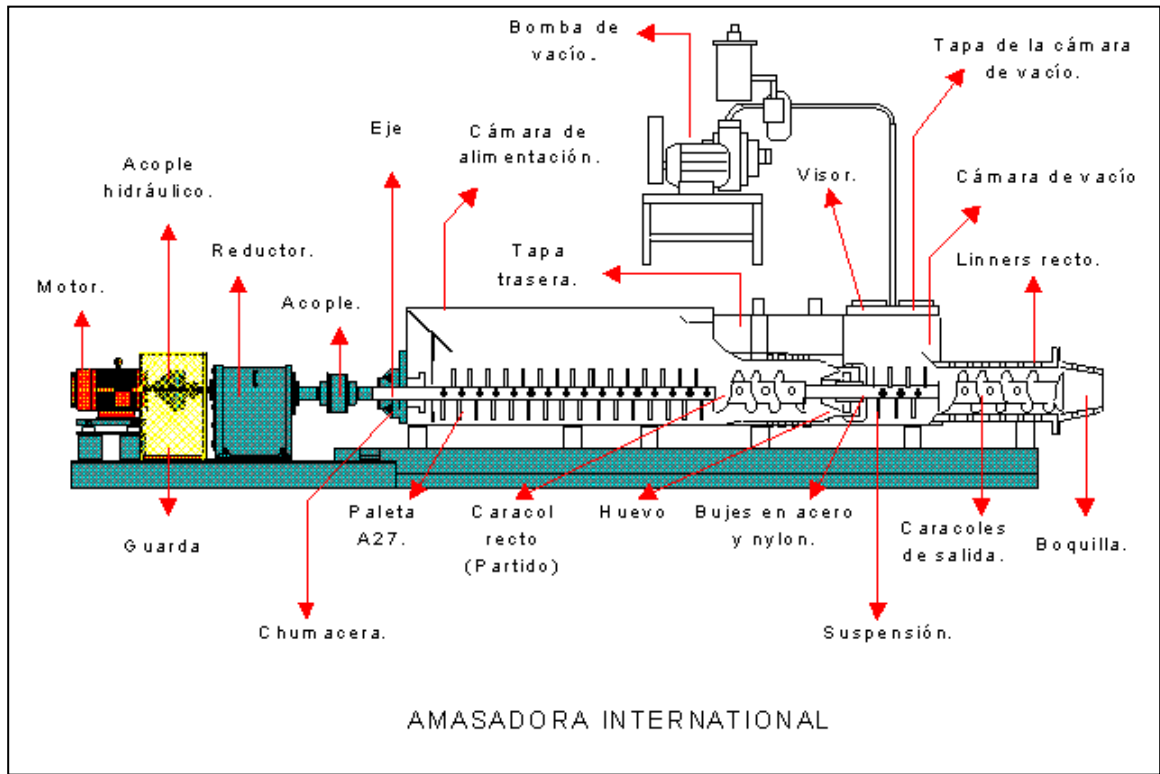 Bomba de
vacío.
Tapa de la cámara
de vacío.
Eje
Cámara de
alimentación.
Acople
hidráulico.
Visor.
Cámara de vacío
Reductor.
Tapa
trasera.
Linners recto.
Motor.
Acople.
Paleta
A27.
Caracol
recto
(Partido)
Huevo
Bujes en acero
y nylon.
Caracoles
de salida.
Boquilla.
Guarda
Chumacera.
Suspensión.
AMASADORA INTERNATIONAL